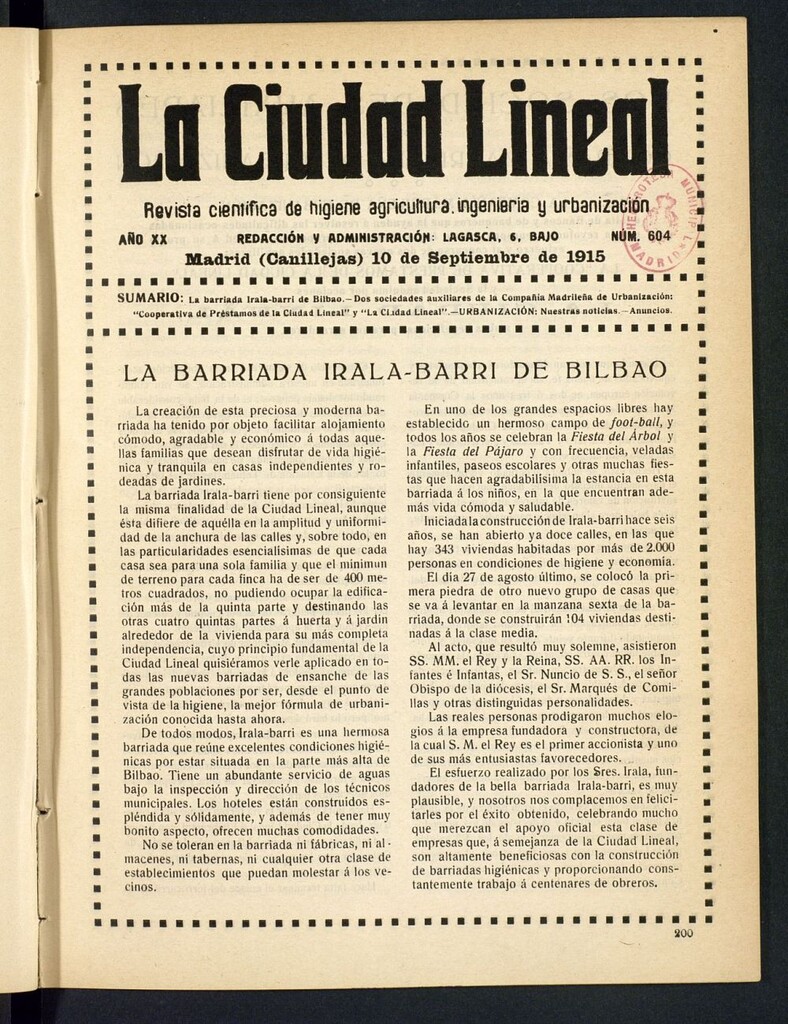 La Ciudad Lineal
Revista científica de higiene agricultura, ingeniería y urbanización
AÑO XX REDACCIÓN Y ADMINISTRACIÓN: LAGASCA, 6, BAJO NÚM. 604
Madrid (Canillejas) 10 de Septiembre de 1915
HEMEROTECA MUNICIPAL
MADRID
SUMARIO: La barriada Irala-barri de Bilbao.—Dos sociedades auxiliares de la Compañía Madrileña de Urbanización:
"Cooperativa de Préstamos de la Ciudad Lineal" y "La Ciudad Lineal".—URBANIZACIÓN: Nuestras noticias.—Anuncios.
LA BARRIADA IRALA-BARRI DE BILBAO
La creación de esta preciosa y moderna ba-
rriada ha tenido por objeto facilitar alojamiento
cómodo, agradable y económico á todas aque-
llas familias que desean disfrutar de vida higié-
nica y tranquila en casas independientes y ro-
deadas de jardines.
La barriada Irala-barri tiene por consiguiente
la misma finalidad de la Ciudad Lineal, aunque
ésta difiere de aquélla en la amplitud y uniformi-
dad de la anchura de las calles y, sobre todo, en
las particularidades esencialísimas de que cada
casa sea para una sola familia y que el minimun
de terreno para cada finca ha de ser de 400 me-
tros cuadrados, no pudiendo ocupar la edifica-
ción más de la quinta parte y destinando las
otras cuatro quintas partes á huerta y á jardín
alrededor de la vivienda para su más completa
independencia, cuyo principio fundamental de la
Ciudad Lineal quisiéramos verle aplicado en to-
das las nuevas barriadas de ensanche de las
grandes poblaciones por ser, desde el punto de
vista de la higiene, la mejor fórmula de urbani-
zación conocida hasta ahora.
De todos modos, Irala-barri es una hermosa
barriada que reúne excelentes condiciones higié-
nicas por estar situada en la parte más alta de
Bilbao. Tiene un abundante servicio de aguas
bajo la inspección y dirección de los técnicos
municipales. Los hoteles están construídos es-
pléndida y sólidamente, y además de tener muy
bonito aspecto, ofrecen muchas comodidades.
No se toleran en la barriada ni fábricas, ni al-
macenes, ni tabernas, ni cualquier otra clase de
establecimientos que puedan molestar á los ve-
cinos.
En uno de los grandes espacios libres hay
establecido un hermoso campo de foot-ball, y
todos los años se celebran la Fiesta del Árbol y
la Fiesta del Pájaro y con frecuencia, veladas
infantiles, paseos escolares y otras muchas fies-
tas que hacen agradabilísima la estancia en esta
barriada á los niños, en la que encuentran ade-
más vida cómoda y saludable.
Iniciada la construcción de Irala-barri hace seis
años, se han abierto ya doce calles, en las que
hay 343 viviendas habitadas por más de 2.000
personas en condiciones de higiene y economía.
El día 27 de agosto último, se colocó la pri-
mera piedra de otro nuevo grupo de casas que
se vá á levantar en la manzana sexta de la ba-
rriada, donde se construirán 104 viviendas desti-
nadas á la clase media.
Al acto, que resultó muy solemne, asistieron
SS. MM. el Rey y la Reina, SS. AA. RR. los In-
fantes é Infantas, el Sr. Nuncio de S. S., el señor
Obispo de la diócesis, el Sr. Marqués de Comi-
llas y otras distinguidas personalidades.
Las reales personas prodigaron muchos elo-
gios á la empresa fundadora y constructora, de
la cual S. M. el Rey es el primer accionista y uno
de sus más entusiastas favorecedores.
El esfuerzo realizado por los Sres. Irala, fun-
dadores de la bella barriada Irala-barri, es muy
plausible, y nosotros nos complacemos en felici-
tarles por el éxito obtenido, celebrando mucho
que merezcan el apoyo oficial esta clase de
empresas que, á semejanza de la Ciudad Lineal,
son altamente beneficiosas con la construcción
de barriadas higiénicas y proporcionando cons-
tantemente trabajo á centenares de obreros.
200